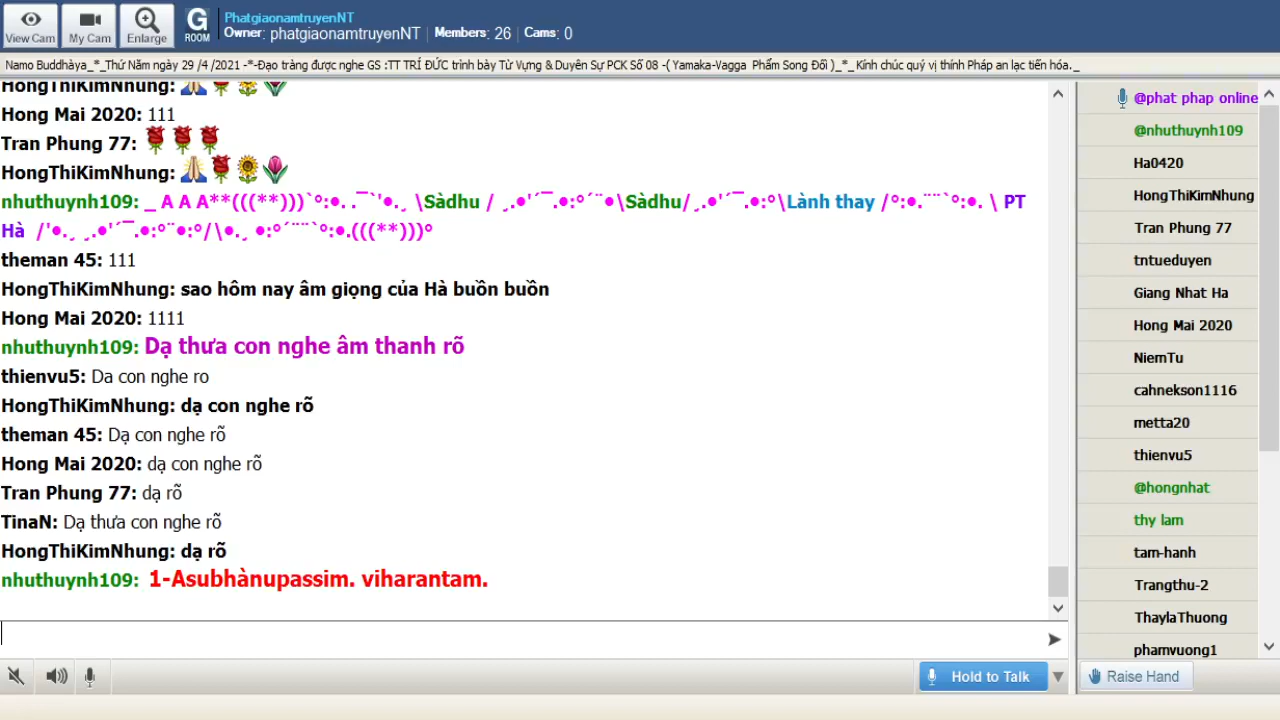 View Cam
My Cam
Enlarge
G
ROOM
PhatgiaonamtruyenNT
Owner: phatgiaonamtruyenNT | Members: 26 | Cams: 0
Namo Buddhàya_*_Thứ Năm ngày 29 /4 /2021 -*-Đạo tràng được nghe GS :TT TRÍ ĐỨC trình bày Từ Vựng & Duyên Sự PCK Số 08 -( Yamaka-Vagga Phẩm Song Đối )_*_ Kính chúc quý vị thính Pháp an lạc tiến hóa._
HongThiKimNhung: 🙏🌹🌻🌷
Hong Mai 2020: 111
Tran Phung 77: 🌹🌹🌹
HongThiKimNhung: 🙏🌹🌻🌷
nhuthuynh109: _ A A A**(((**)))`°:•. .¯`'•.¸ \Sàdhu / ¸.•'´¯.•:°´¨•\Sàdhu/¸.•'´¯.•:°\Lành thay /°:•.¨¨`°:•. \ PT
Hà /'•.¸ ¸.•'´¯.•:°¨•:°/\•.¸ •:°´¨¨`°:•.(((**)))°
theman 45: 111
HongThiKimNhung: sao hôm nay âm giọng của Hà buồn buồn
Hong Mai 2020: 1111
nhuthuynh109: Dạ thưa con nghe âm thanh rõ
thienvu5: Da con nghe ro
HongThiKimNhung: dạ con nghe rõ
theman 45: Dạ con nghe rõ
Hong Mai 2020: dạ con nghe rõ
Tran Phung 77: dạ rõ
TinaN: Dạ thưa con nghe rõ
HongThiKimNhung: dạ rõ
nhuthuynh109: 1-Asubhànupassim. viharantam.
@phat phap online
@nhuthuynh109
Ha0420
HongThiKimNhung
Tran Phung 77
tntueduyen
Giang Nhat Ha
Hong Mai 2020
NiemTu
cahnekson1116
metta20
thienvu5
@hongnhat
thy lam
tam-hanh
Trangthu-2
ThaylaThuong
phamvuong1
Hold to Talk
Raise Hand